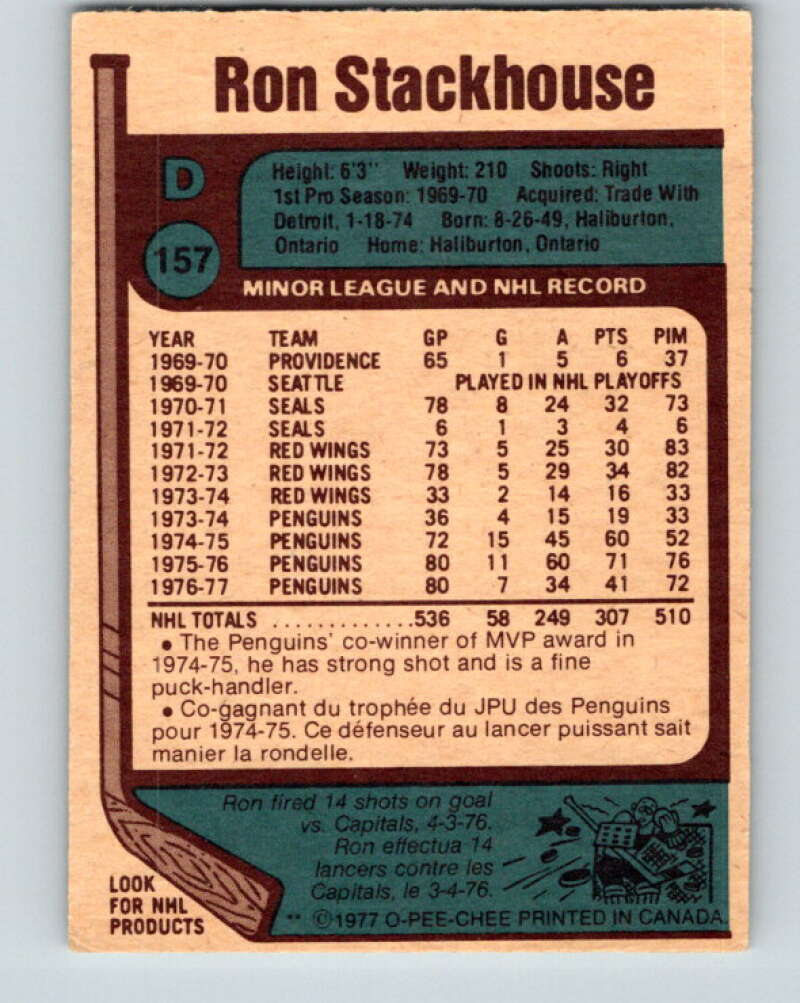 Ron Stackhouse
D
157
Height: 6'3" Weight: 210 Shoots: Right
1st Pro Season: 1969-70 Acquired: Trade With
Detroit, 1-18-74 Born: 8-26-49, Haliburton,
Ontario Home: Haliburton, Ontario
MINOR LEAGUE AND NHL RECORD
YEAR TEAM GP G A PTS PIM
1969-70 PROVIDENCE 65 1 5 6 37
1969-70 SEATTLE PLAYED IN NHL PLAYOFFS
1970-71 SEALS 78 8 24 32 73
1971-72 SEALS 6 1 3 4 6
1971-72 RED WINGS 73 5 25 30 83
1972-73 RED WINGS 78 5 29 34 82
1973-74 RED WINGS 33 2 14 16 33
1973-74 PENGUINS 36 4 15 19 33
1974-75 PENGUINS 72 15 45 60 52
1975-76 PENGUINS 80 11 60 71 76
1976-77 PENGUINS 80 7 34 41 72
NHL TOTALS ..............536 58 249 307 510
• The Penguins' co-winner of MVP award in
1974-75, he has strong shot and is a fine
puck-handler.
• Co-gagnant du trophée du JPU des Penguins
pour 1974-75. Ce défenseur au lancer puissant sait
manier la rondelle.
Ron fired 14 shots on goal
vs. Capitals, 4-3-76.
Ron effectua 14
lancers contre les
Capitals, le 3-4-76.
LOOK
FOR NHL
PRODUCTS
** ©1977 O-PEE-CHEE PRINTED IN CANADA.